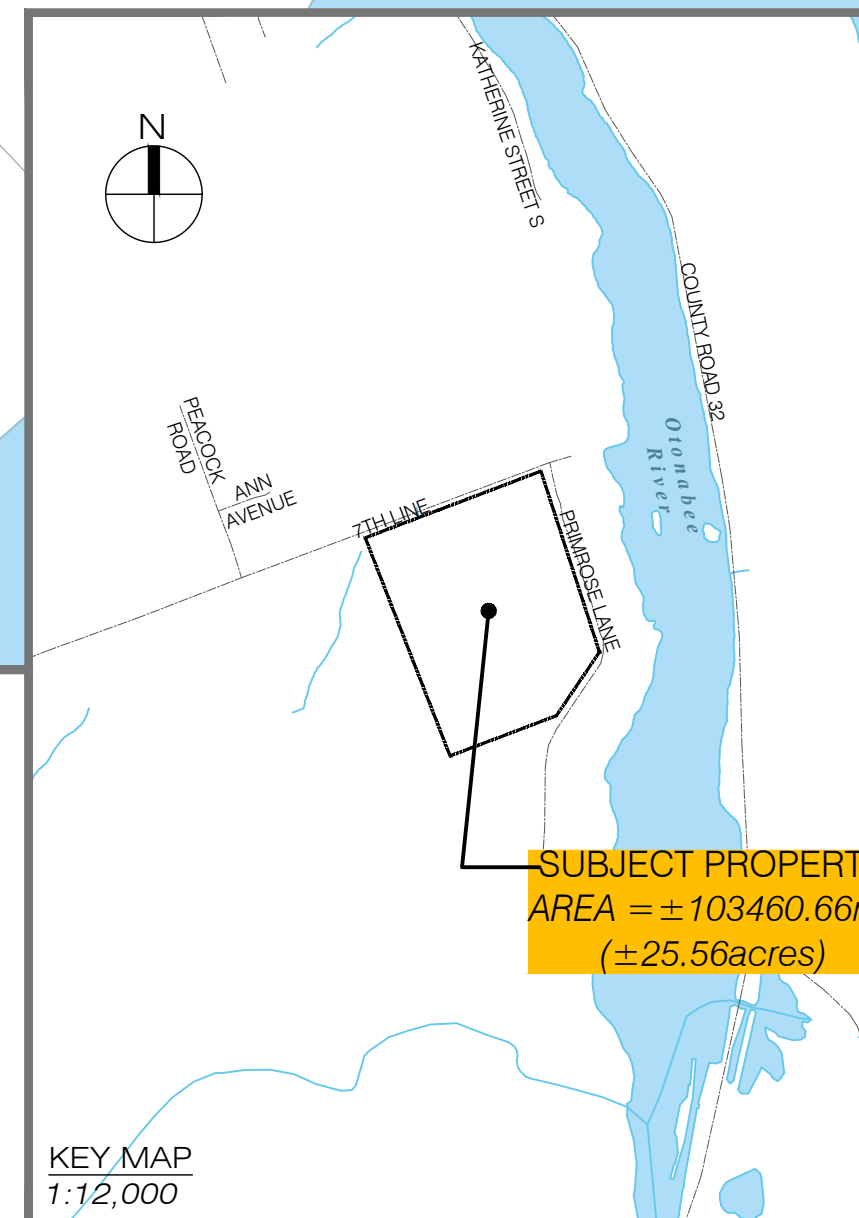 N
KATHERINE STREET S
COUNTY ROAD 32
PEACOCK
ROAD
ANN
AVENUE
Otonabee
River
7TH LINE
PRIMROSE LANE
SUBJECT PROPERT
AREA = ±103460.66
(±25.56acres)
KEY MAP
1:12,000